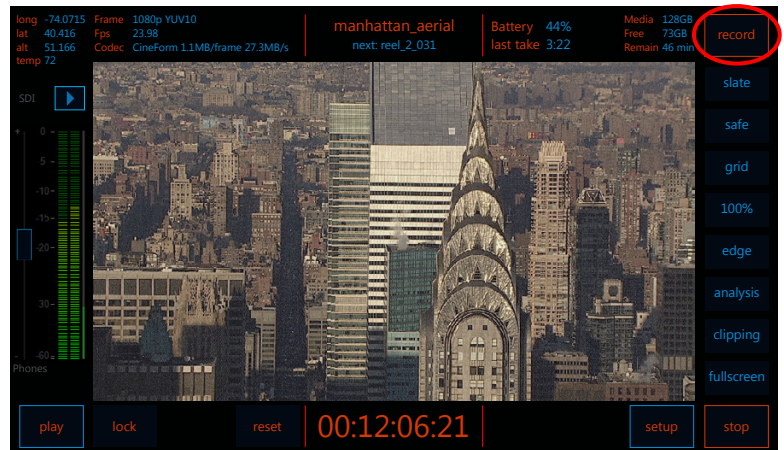 long -74.0715
lat 40.416
alt 51.166
temp 72
Frame 1080p YUV10
Fps 23.98
Codec CineForm 1.1MB/frame 27.3MB/s
manhattan_aerial
next: reel_2_031
Battery 44%
last take 3:22
Media 128GB
Free 73GB
Remain 46 min
record
SDI
slate
safe
grid
100%
edge
analysis
clipping
fullscreen
+ 0 -
5 -
-10-
-15-
-20-
30-
- -60-
Phones
play
lock
reset
00:12:06:21
setup
stop